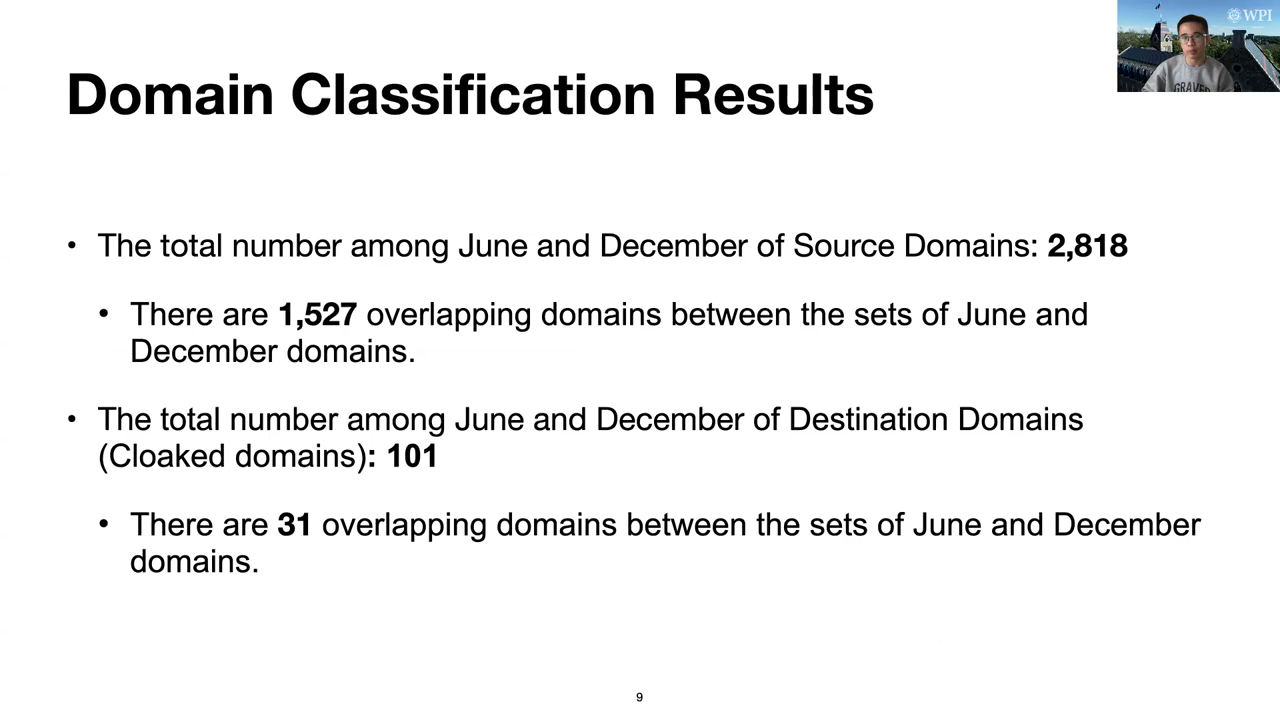 WPI
GRAVE
Domain Classification Results
• The total number among June and December of Source Domains: 2,818
• There are 1,527 overlapping domains between the sets of June and
December domains.
• The total number among June and December of Destination Domains
(Cloaked domains): 101
• There are 31 overlapping domains between the sets of June and December
domains.
9